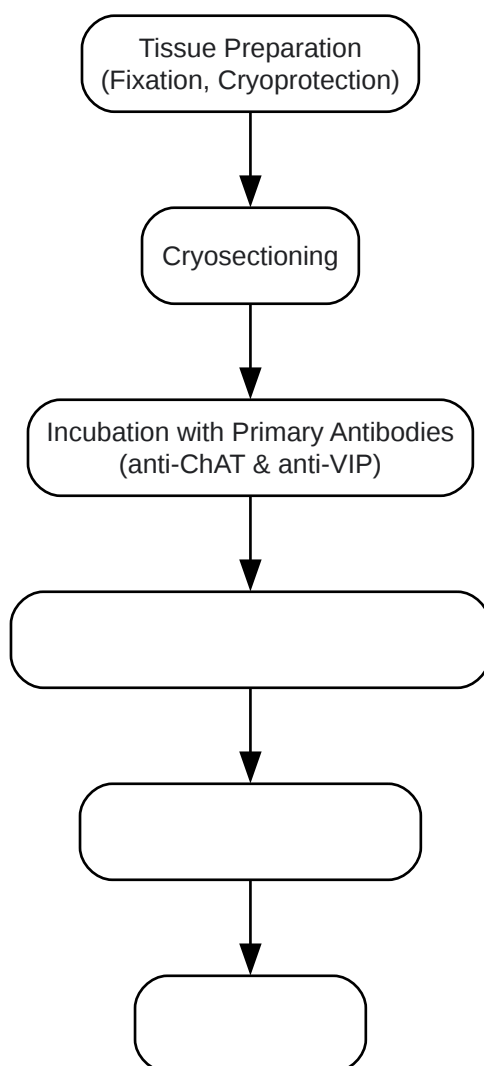 Tissue Preparation
(Fixation, Cryoprotection)
Cryosectioning
Incubation with Primary Antibodies
(anti-ChAT & anti-VIP)